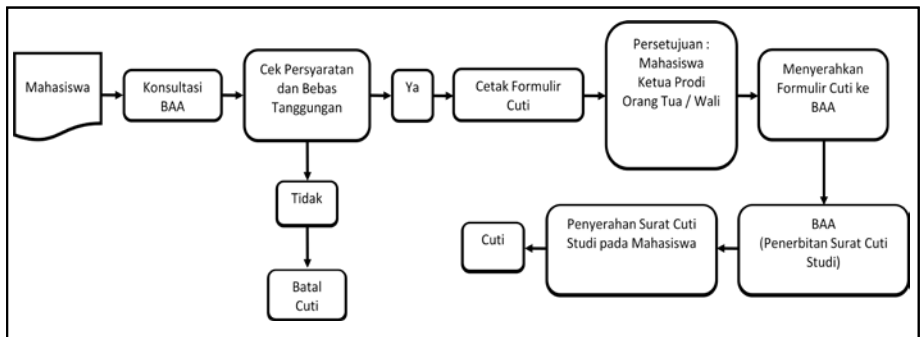 Mahasiswa
Konsultasi
BAA
Cek Persyaratan
dan Bebas
Tanggungan
Ya
Cetak Formulir
Cuti
Persetujuan :
Mahasiswa
Ketua Prodi
Orang Tua / Wali
Menyerahkan
Formulir Cuti ke
BAA
Tidak
Batal
Cuti
BAA
(Penerbitan Surat Cuti
Studi)
Penyerahan Surat Cuti
Studi pada Mahasiswa
Cuti